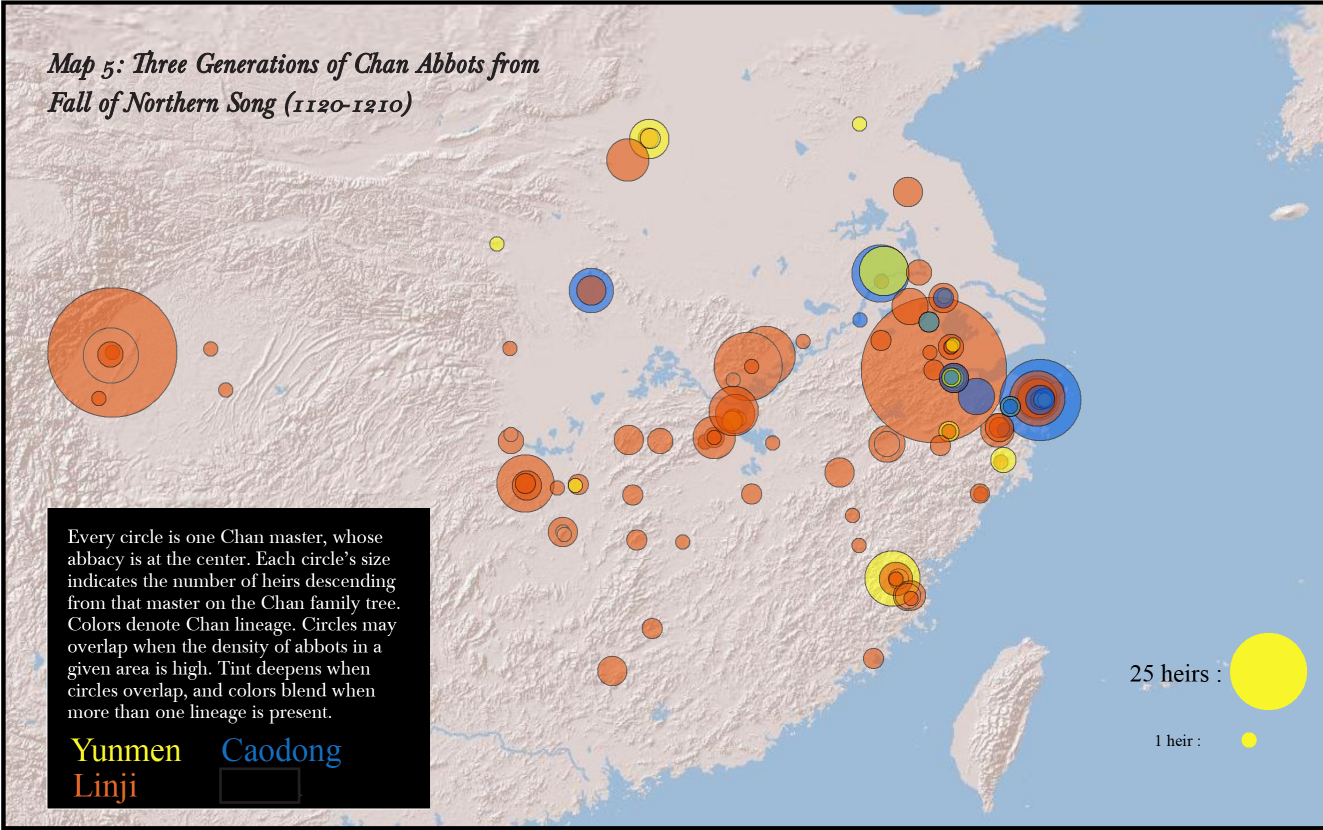 Map 5: Three Generations of Chan Abbots from
Fall of Northern Song (1120-1210)
Every circle is one Chan master, whose
abbacy is at the center. Each circle's size
indicates the number of heirs descending
from that master on the Chan family tree.
Colors denote Chan lineage. Circles may
overlap when the density of abbots in a
given area is high. Tint deepens when
circles overlap, and colors blend when
more than one lineage is present.
Yunmen Caodong
Linji
25 heirs :
1 heir :